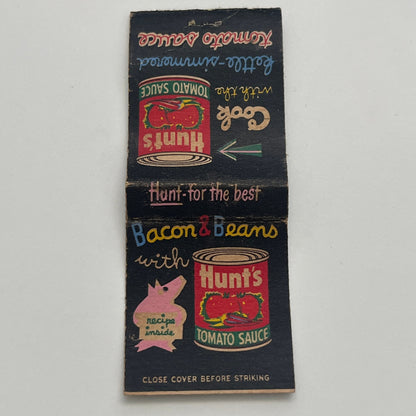 Cook
with the
kettle-simmered
tomato sauce
Hunt's
TOMATO SAUCE
Hunt-for the best
Bacon & Beans
with
Hunt's
TOMATO SAUCE
recipe
inside
CLOSE COVER BEFORE STRIKING